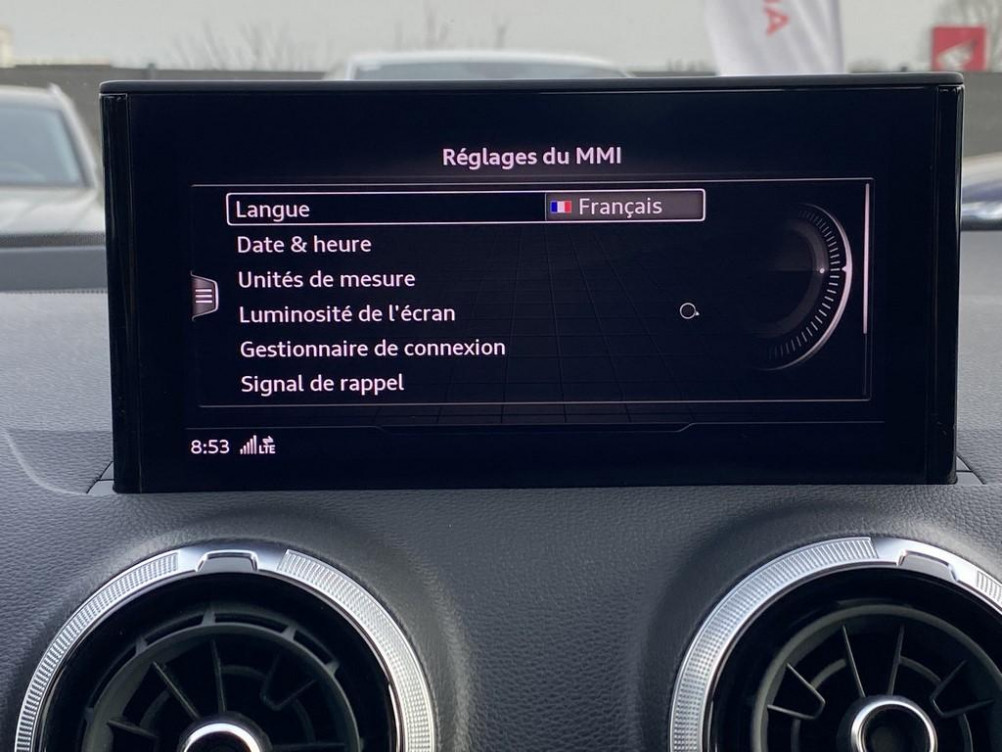 Réglages du MMI
Langue Français
Date & heure
Unités de mesure
Luminosité de l'écran
Gestionnaire de connexion
Signal de rappel
8:53 LTE